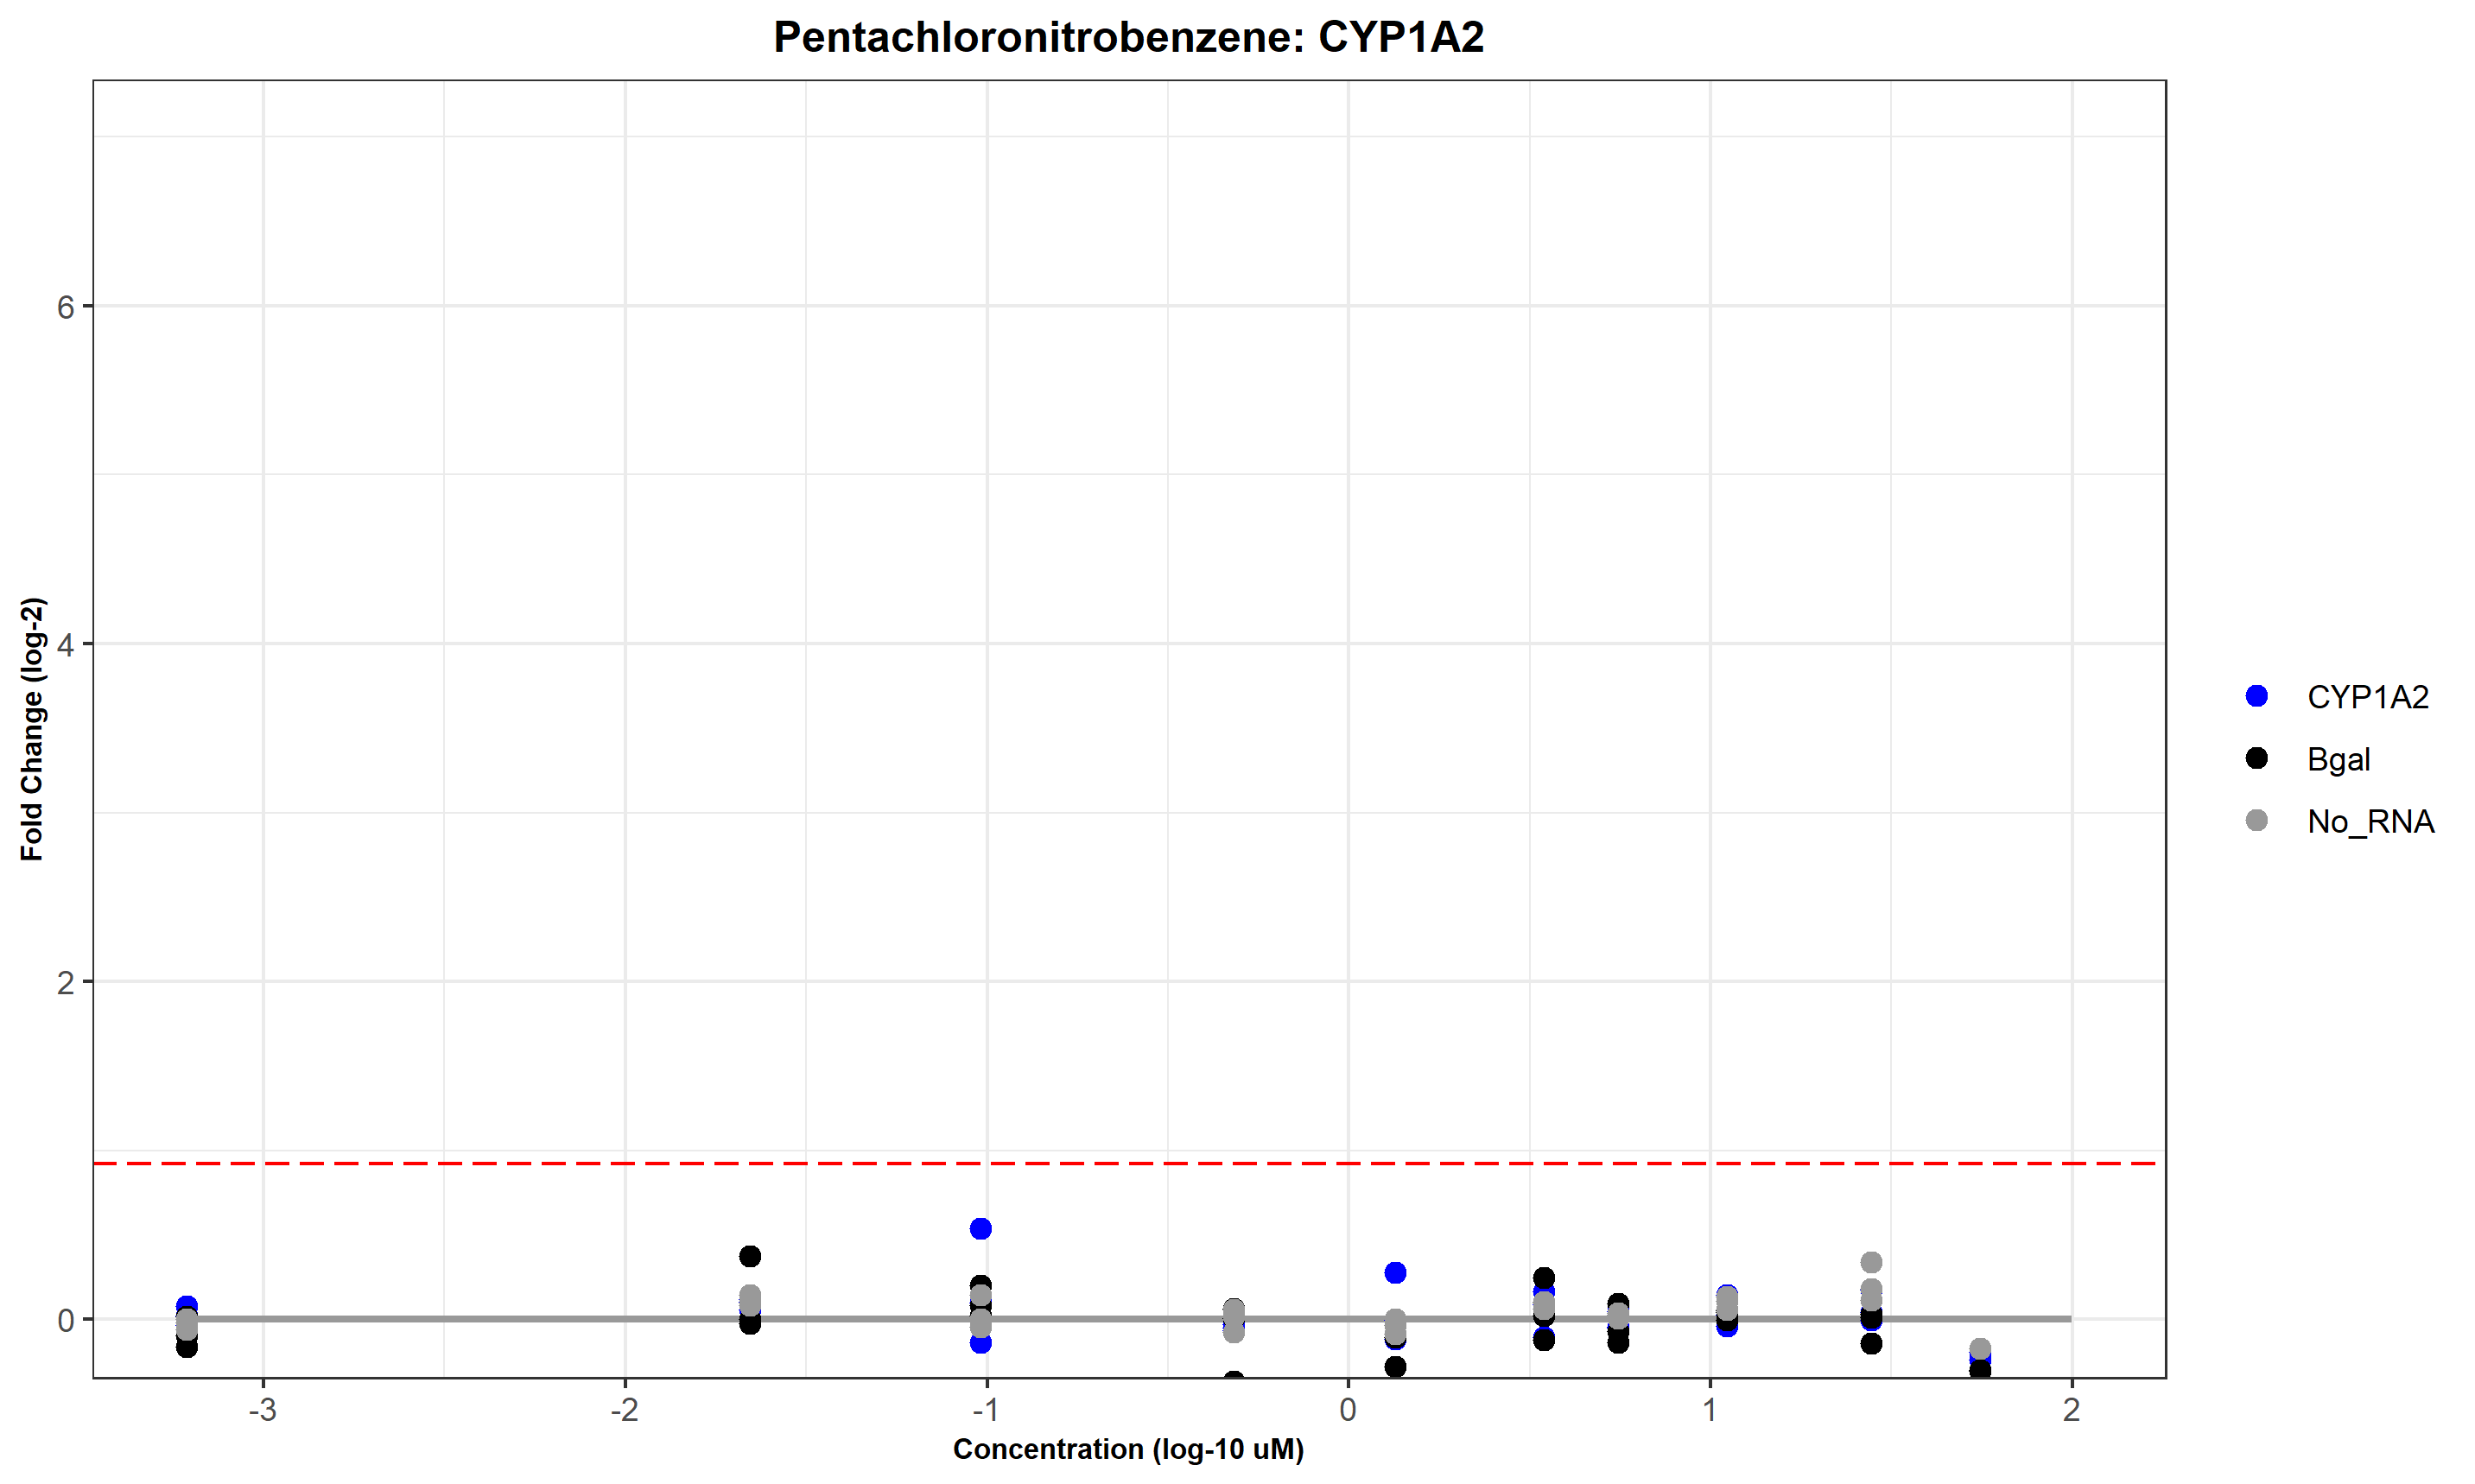 Pentachloronitrobenzene: CYP1A2
Fold Change (log-2)
6
4
2
0
-3
-2
-1
0
1
2
Concentration (log-10 uM)
CYP1A2
Bgal
No_RNA